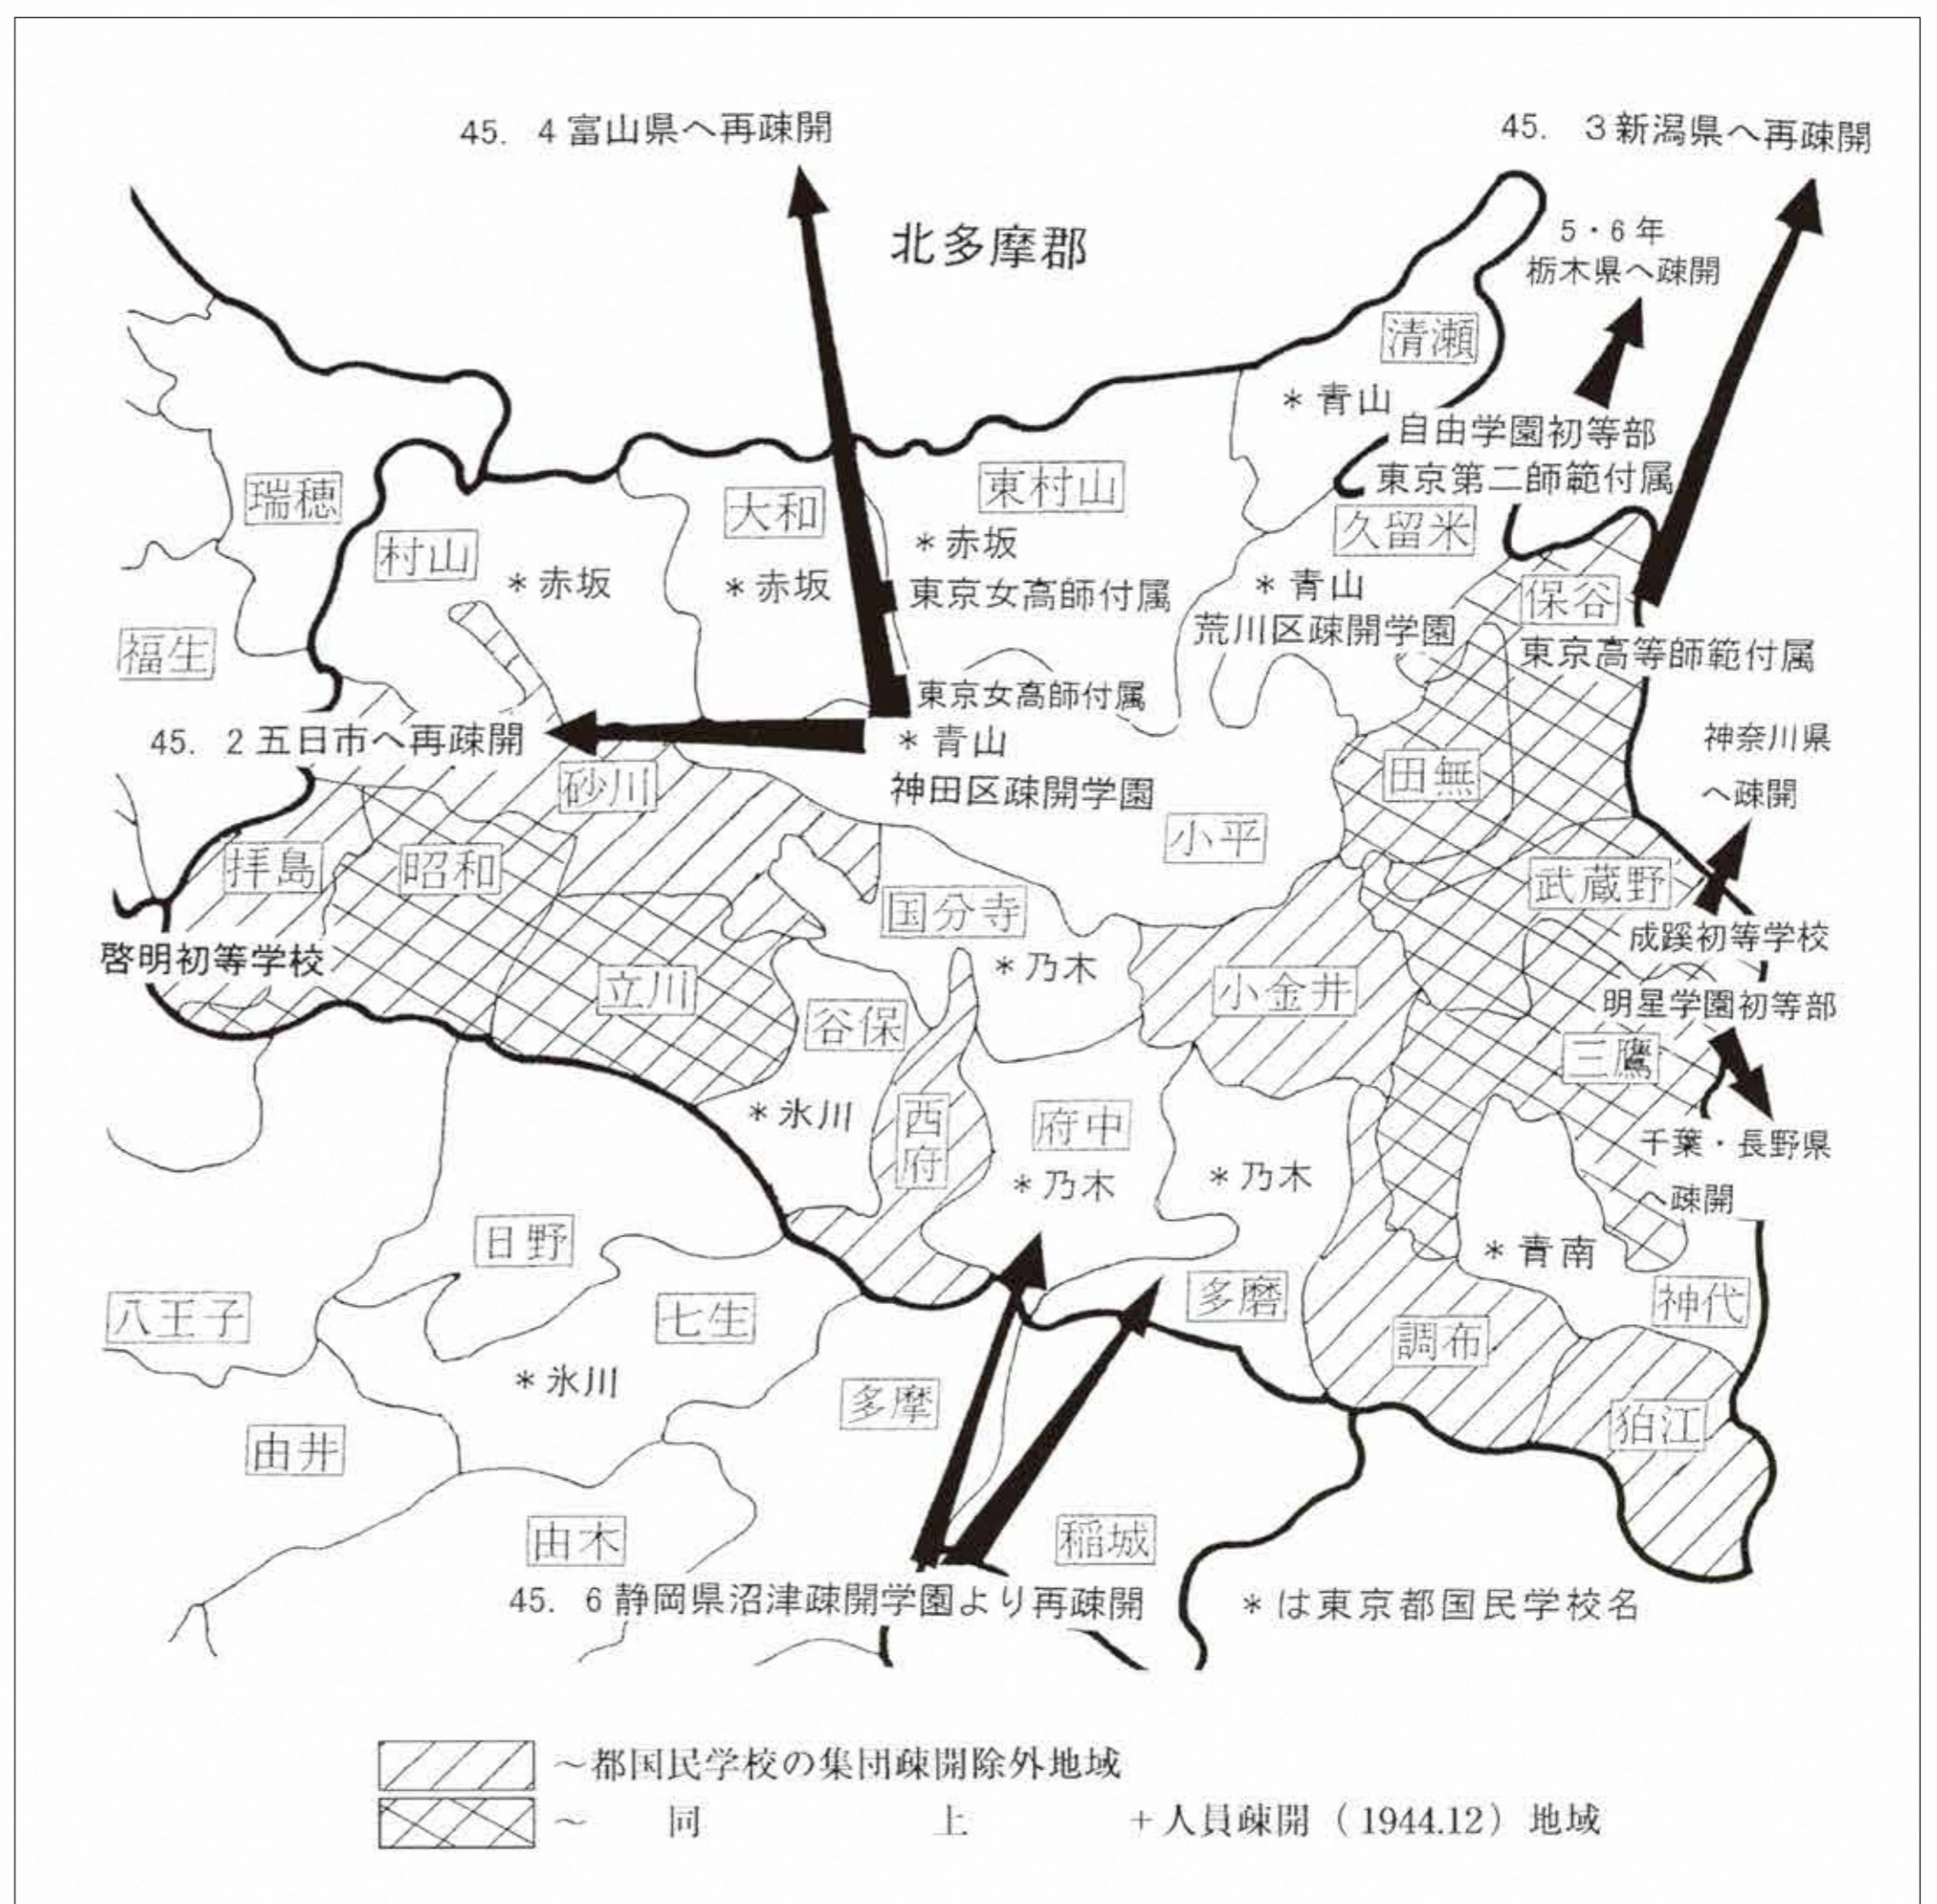 45. 4富山県へ再疎開
45. 3新潟県へ再疎開
北多摩郡
5・6年
栃木県へ疎開
清瀬
*青山
自由学園初等部
東京第二師範付属
瑞穂
村山
*赤坂
大和
*赤坂
東村山
*赤坂
東京女高師付属
久留米
*青山
荒川区疎開学園
保谷
東京高等師範付属
福生
東京女高師付属
45. 2五日市へ再疎開
*青山
神田区疎開学園
神奈川県
へ疎開
砂川
田無
小平
拝島
昭和
国分寺
*乃木
武蔵野
成蹊初等学校
啓明初等学校
立川
谷保
小金井
明星学園初等部
三鷹
*氷川
西府
府中
*乃木
*乃木
千葉・長野県
へ疎開
日野
*青南
八王子
七生
多磨
神代
*氷川
調布
多摩
狛江
由井
由木
稲城
45. 6静岡県沼津疎開学園より再疎開
*は東京都国民学校名
～都国民学校の集団疎開除外地域
～ 同 上 +人員疎開(1944.12)地域